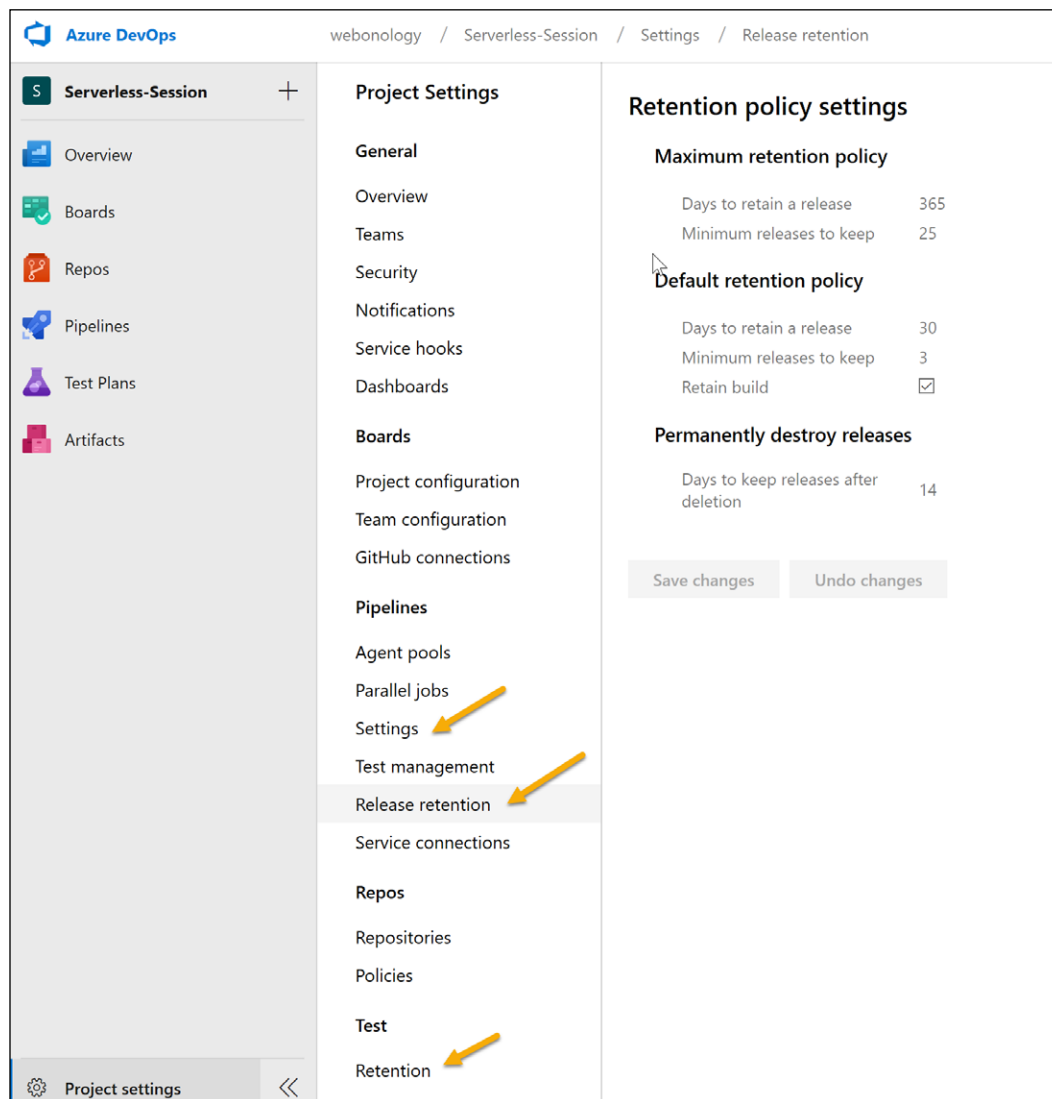 Azure DevOps
webonology / Serverless-Session / Settings / Release retention
S Serverless-Session
Overview
Boards
Repos
Pipelines
Test Plans
Artifacts
Project settings
Project Settings
General
Overview
Teams
Security
Notifications
Service hooks
Dashboards
Boards
Project configuration
Team configuration
GitHub connections
Pipelines
Agent pools
Parallel jobs
Settings
Test management
Release retention
Service connections
Repos
Repositories
Policies
Test
Retention
Retention policy settings
Maximum retention policy
Days to retain a release 365
Minimum releases to keep 25
Default retention policy
Days to retain a release 30
Minimum releases to keep 3
Retain build
Permanently destroy releases
Days to keep releases after
deletion 14
Save changes Undo changes